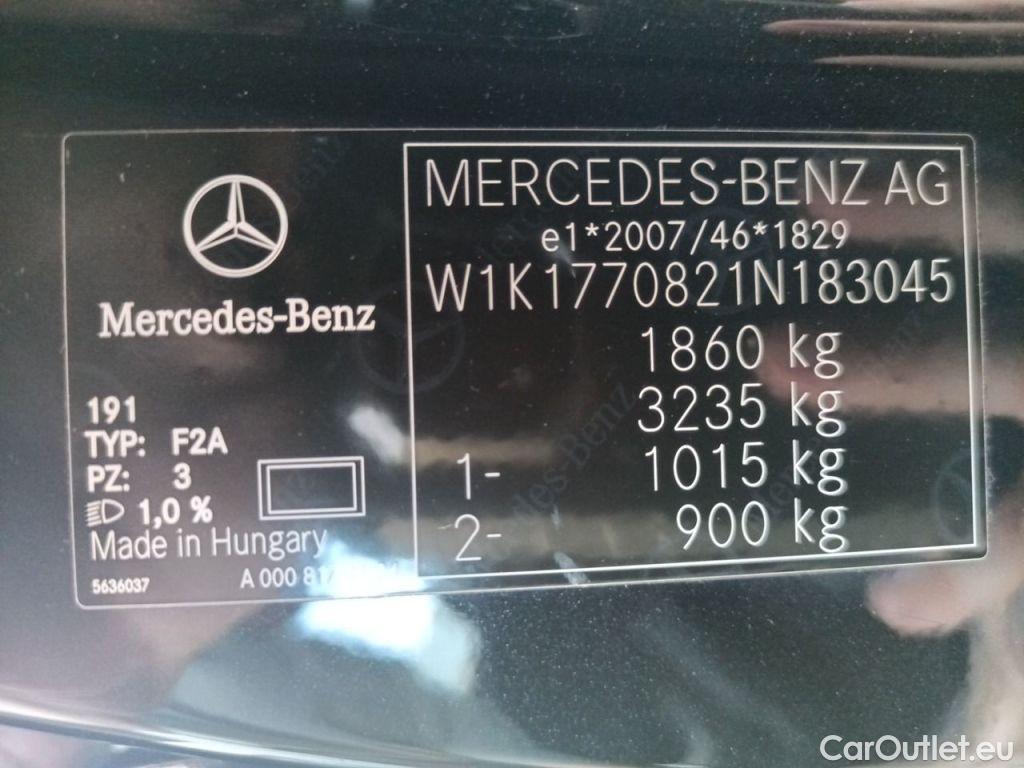 Mercedes-Benz
191
TYP: F2A
PZ: 3
1,0 %
Made in Hungary
5636037
A 000
MERCEDES-BENZ AG
e1*2007/46*1829
W1K1770821N183045
1860 kg
3235 kg
1- 1015 kg
2- 900 kg
CarOutlet.eu